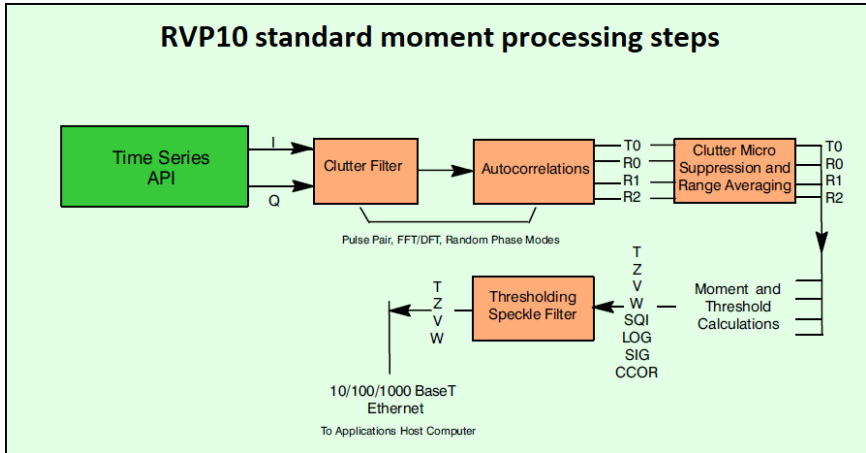 RVP10 standard moment processing steps
Time Series
API
I
Q
Clutter Filter
Autocorrelations
T0
R0
R1
R2
Clutter Micro
Suppression and
Range Averaging
T0
R0
R1
R2
Pulse Pair, FFT/DFT, Random Phase Modes
Moment and
Threshold
Calculations
T
Z
V
W
SQI
LOG
SIG
CCOR
Thresholding
Speckle Filter
T
Z
V
W
10/100/1000 BaseT
Ethernet
To Applications Host Computer